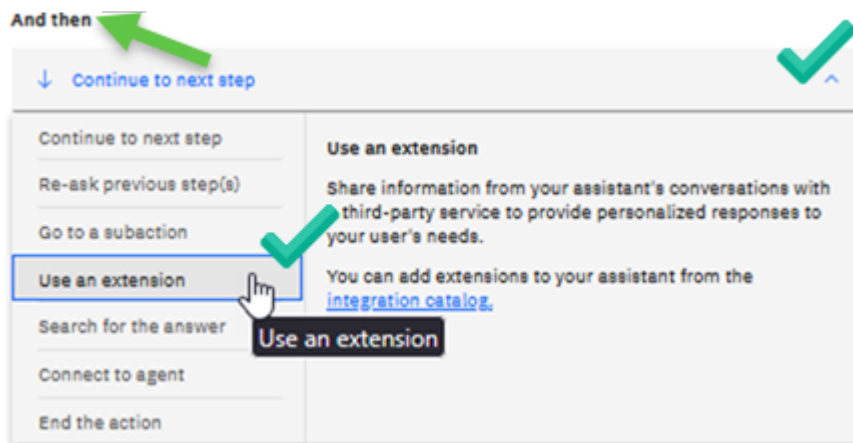 And then
Continue to next step
Continue to next step
Re-ask previous step(s)
Go to a subaction
Use an extension
Search for the answer
Connect to agent
End the action
Use an extension
Share information from your assistant's conversations with
third-party service to provide personalized responses to
your user's needs.
You can add extensions to your assistant from the
integration catalog.
Use an extension